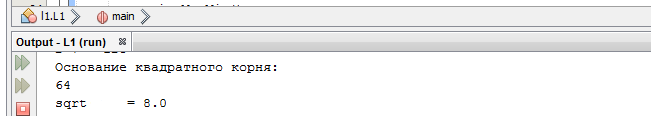 l1.L1 main
Output - L1 (run)
Основание квадратного корня:
64
sqrt = 8.0